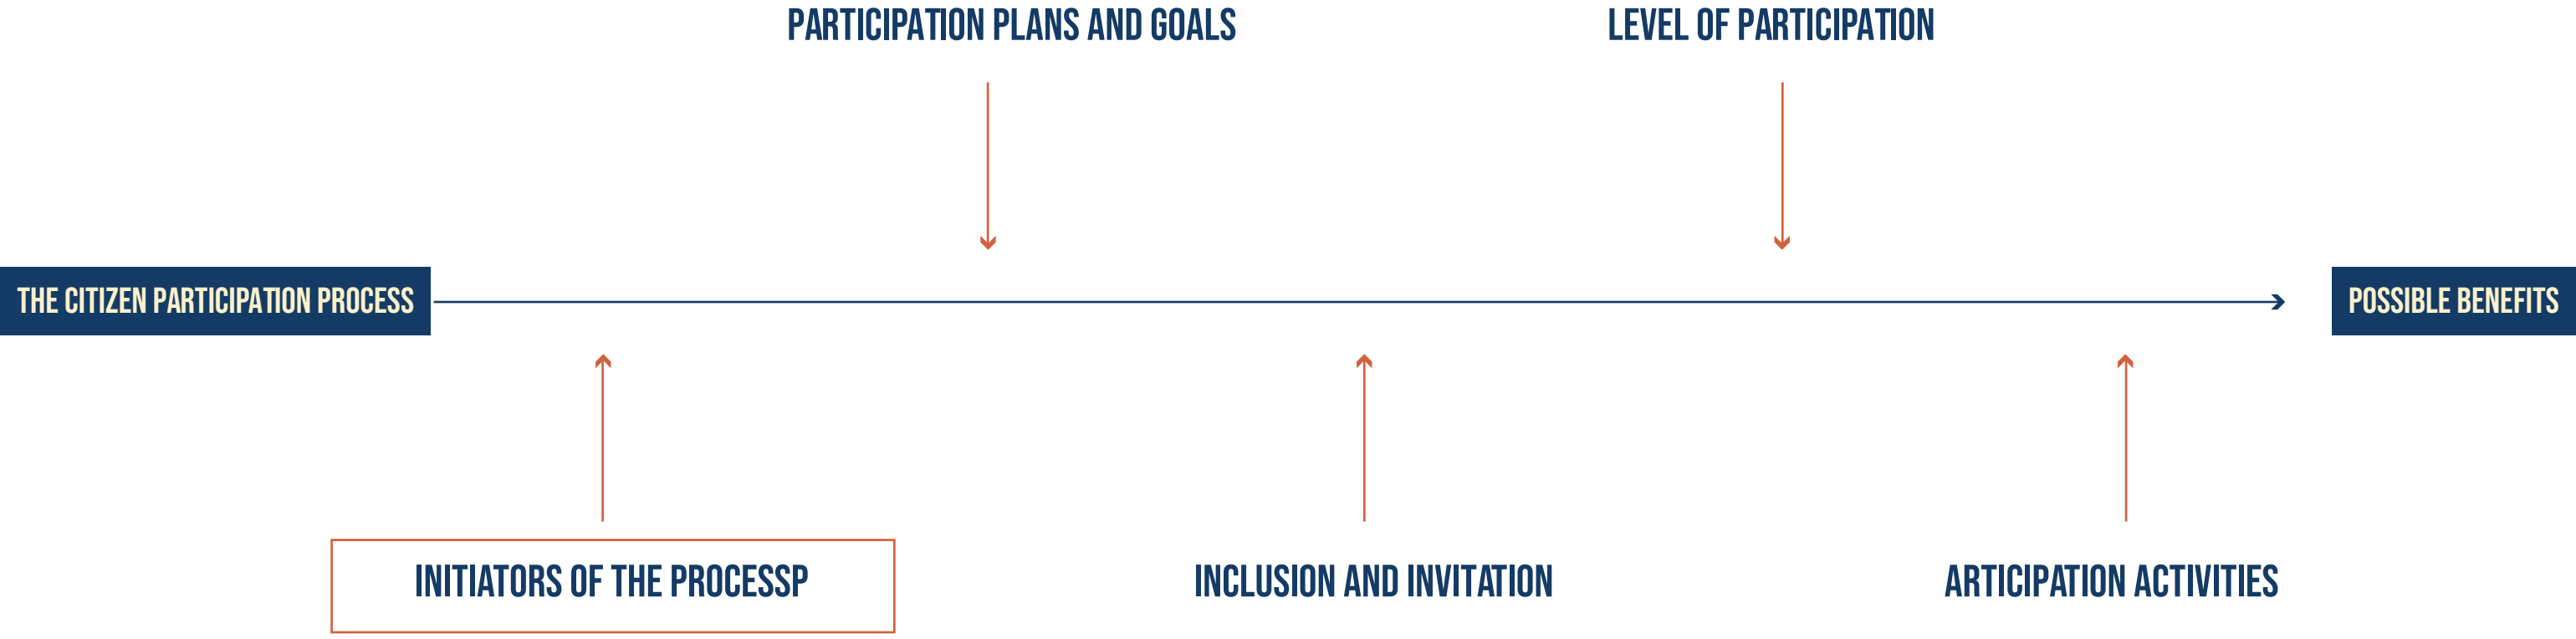 PARTICIPATION PLANS AND GOALS
LEVEL OF PARTICIPATION
THE CITIZEN PARTICIPATION PROCESS
POSSIBLE BENEFITS
INITIATORS OF THE PROCESSP
INCLUSION AND INVITATION
ARTICIPATION ACTIVITIES